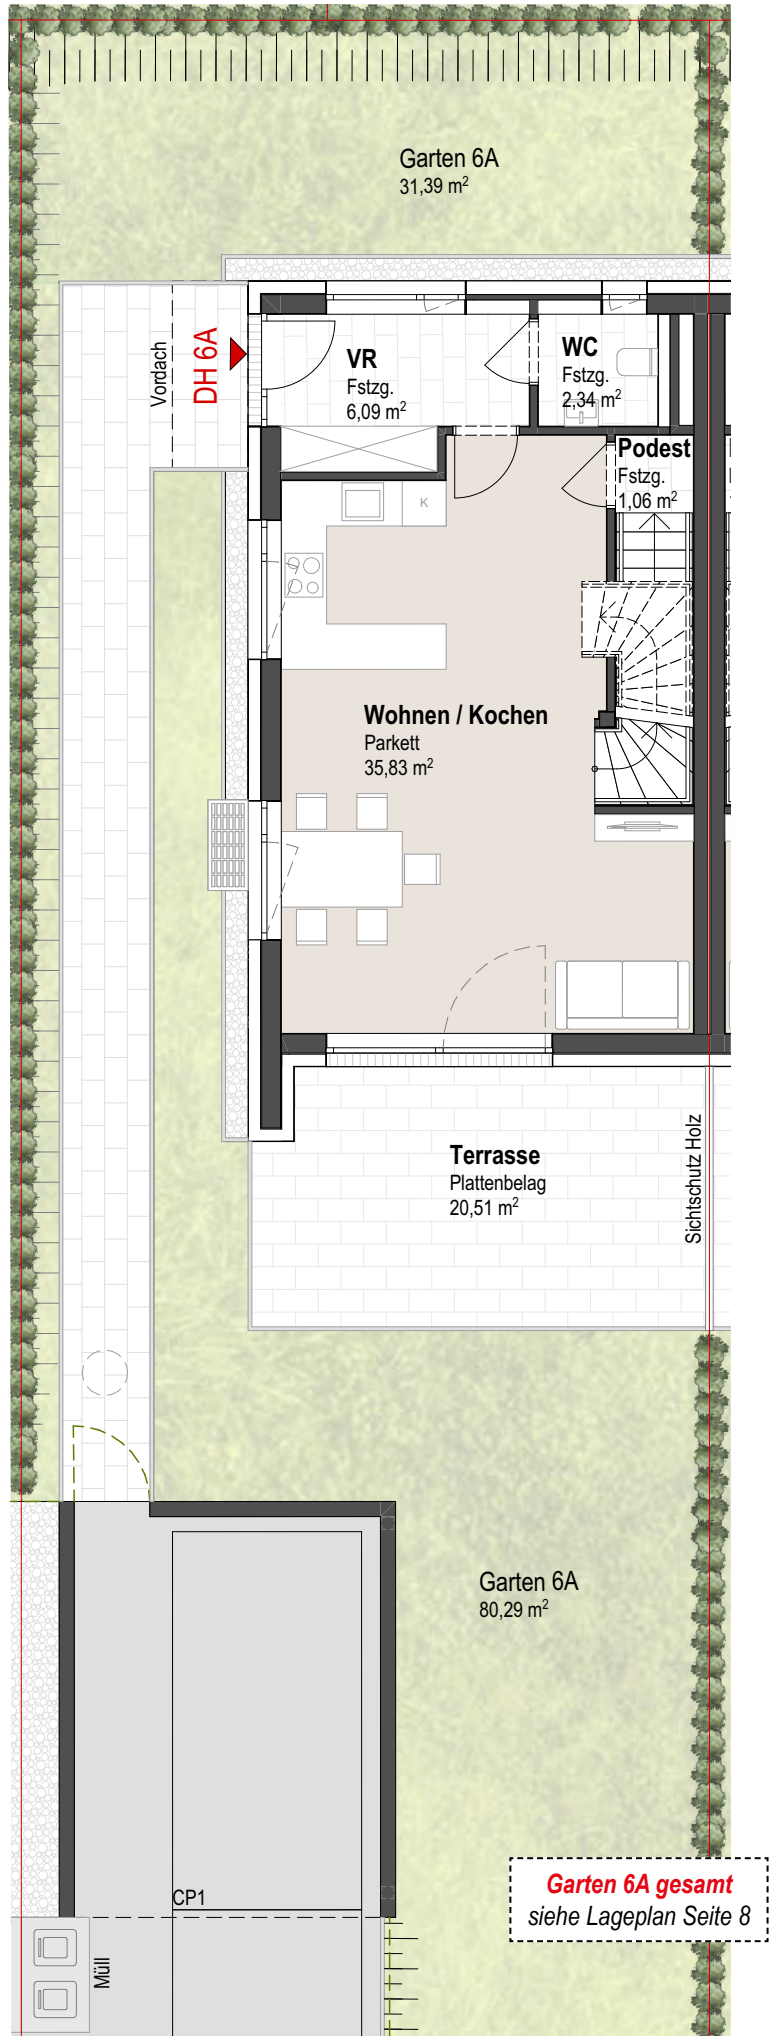 Garten 6A
31,39 m²
Vordach
DH 6A
VR
Fstzg.
6,09 m²
WC
Fstzg.
2,34 m²
Podest
Fstzg.
1,06 m²
K
Wohnen / Kochen
Parkett
35,83 m²
Terrasse
Plattenbelag
20,51 m²
Sichtschutz Holz
Garten 6A
80,29 m²
CP1
Müll
Garten 6A gesamt
siehe Lageplan Seite 8